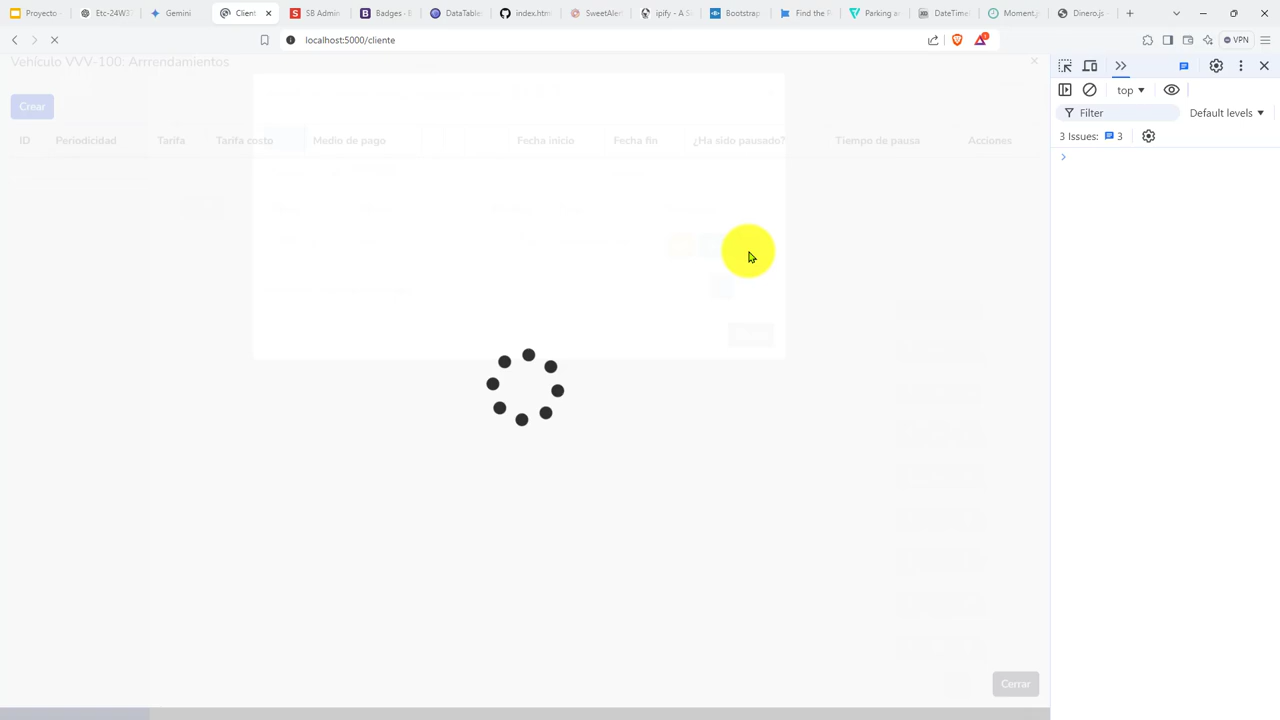 Proyecto
Etc-24W37
Gemini
Client
SB Admin
Badges - B
DataTable
index.htm
SweetAler
ipify - A S
Bootstrap
Find the P
Parking a
DateTime
Moment.j
Dinero.js
localhost:5000/cliente
VPN
Vehículo VVV-100: Arrrendamientos
Crear
top
Filter
Default levels
3 Issues: 3
ID Periodicidad Tarifa Tarifa costo Medio de pago Fecha inicio Fecha fin ¿Ha sido pausado? Tiempo de pausa Acciones
Cerrar